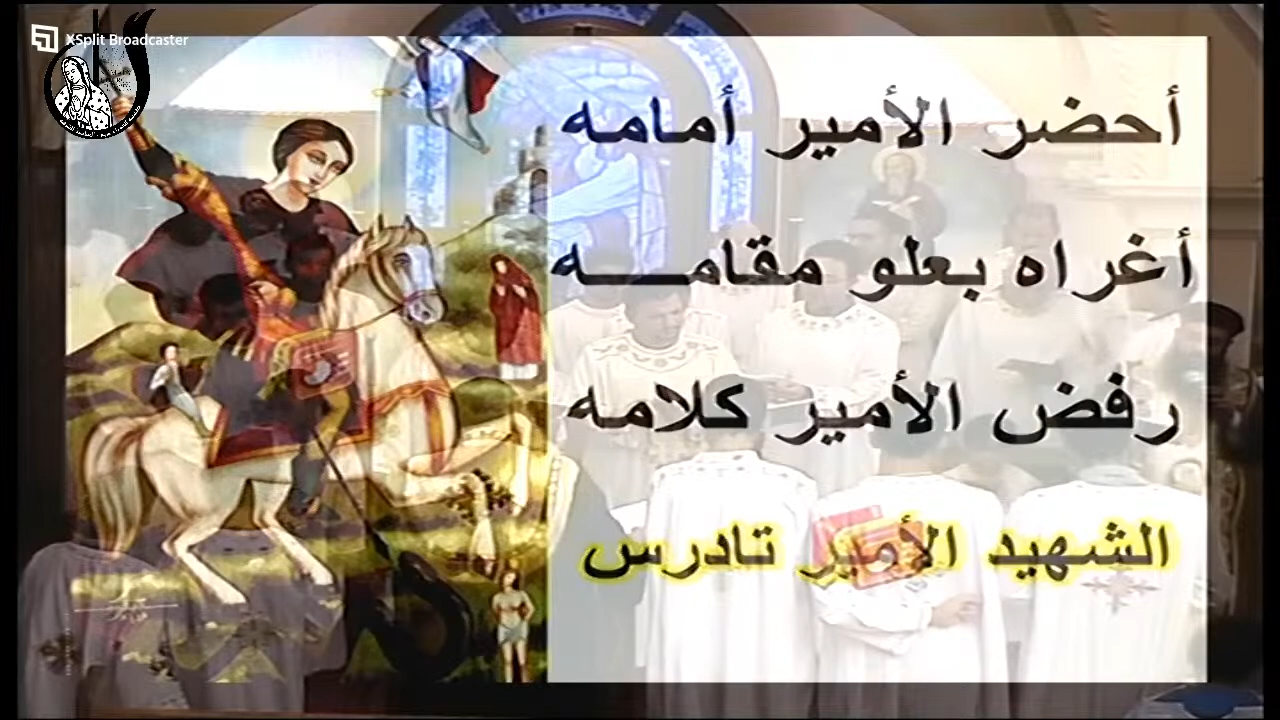 XSplit Broadcaster
أحضر الأمير أمامه
أغراه بعلو مقامـــه
رفض الأمير كلامه
الشهيد الأمير تادرس